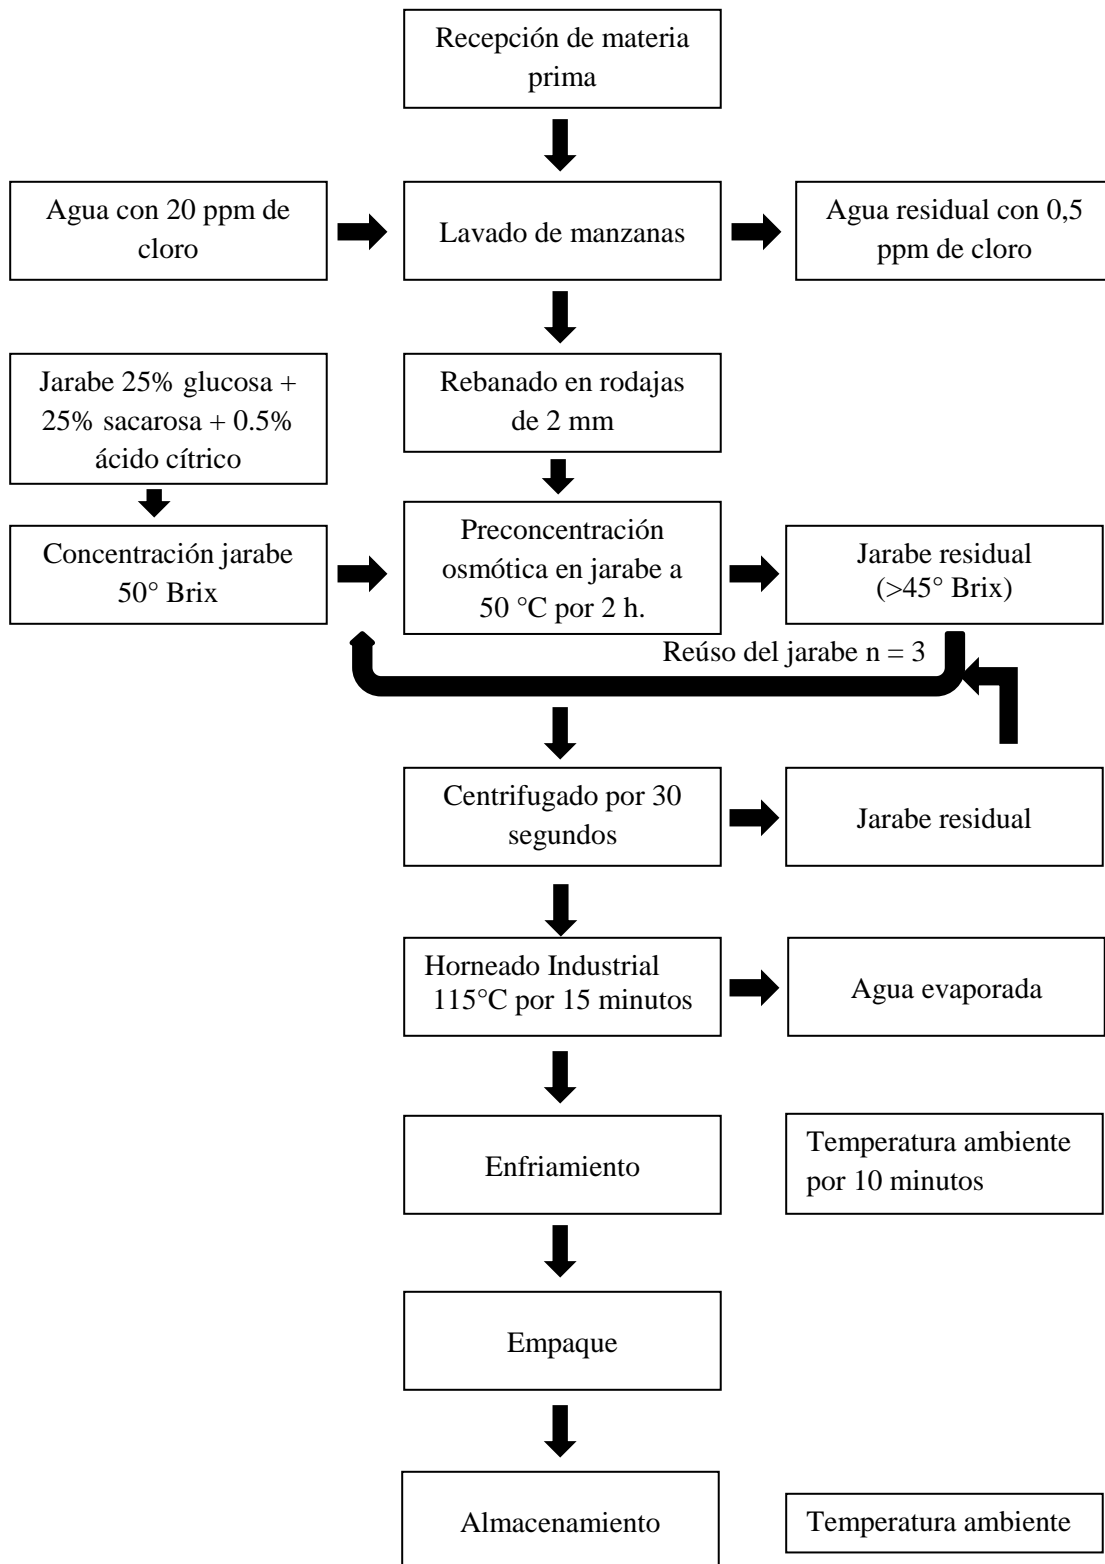 Recepción de materia
prima
Agua con 20 ppm de
cloro
Lavado de manzanas
Agua residual con 0,5
ppm de cloro
Jarabe 25% glucosa +
25% sacarosa + 0.5%
ácido cítrico
Rebanado en rodajas
de 2 mm
Concentración jarabe
50° Brix
Preconcentración
osmótica en jarabe a
50 °C por 2 h.
Jarabe residual
(>45° Brix)
Reúso del jarabe n = 3
Centrifugado por 30
segundos
Jarabe residual
Horneado Industrial
115°C por 15 minutos
Agua evaporada
Enfriamiento
Temperatura ambiente
por 10 minutos
Empaque
Almacenamiento
Temperatura ambiente